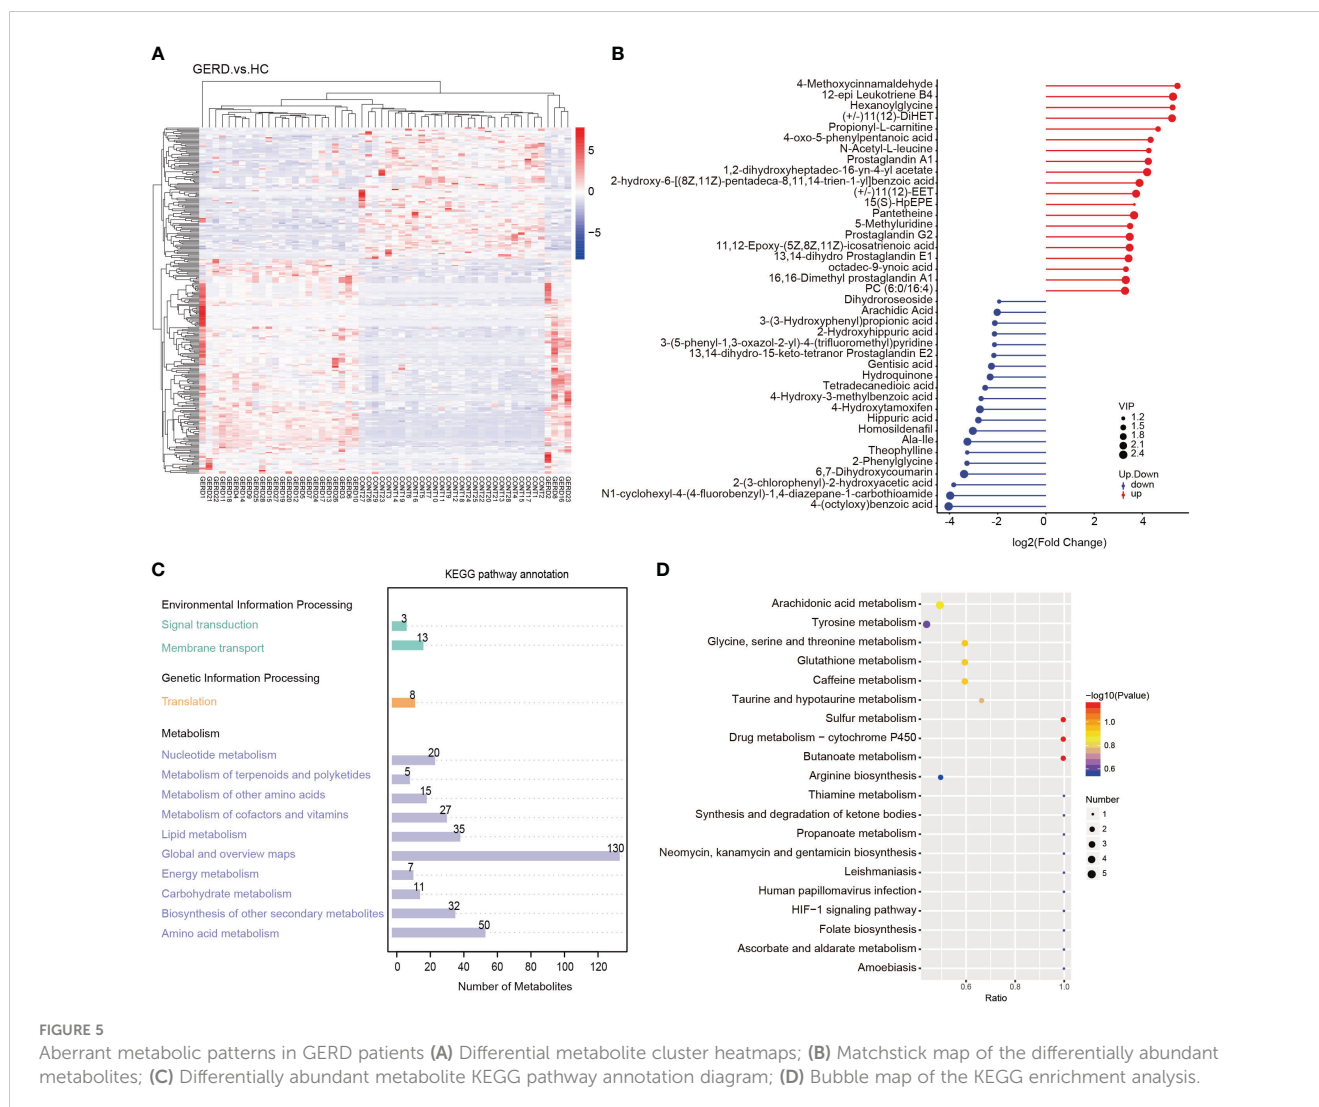 A
GERD.vs.HC
5
0
−5
B
4-Methoxycinnamaldehyde
12-epi Leukotriene B4
Hexanoylglycine
(+/-)11(12)-DiHET
Propionyl-L-carnitine
4-oxo-5-phenylpentanoic acid
N-Acetyl-L-leucine
Prostaglandin A1
1,2-dihydroxyheptadec-16-yn-4-yl acetate
2-hydroxy-6-[(8Z,11Z)-pentadeca-8,11,14-trien-1-yl]benzoic acid
(+/-)11(12)-EET
15(S)-HpEPE
Pantetheine
5-Methyluridine
Prostaglandin G2
11,12-Epoxy-(5Z,8Z,11Z)-icosatrienoic acid
13,14-dihydro Prostaglandin E1
octadec-9-ynoic acid
16,16-Dimethyl prostaglandin A1
PC (6:0/16:4)
Dihydroroseoside
Arachidic Acid
3-(3-Hydroxyphenyl)propionic acid
2-Hydroxyhippuric acid
3-(5-phenyl-1,3-oxazol-2-yl)-4-(trifluoromethyl)pyridine
13,14-dihydro-15-keto-tetranor Prostaglandin E2
Gentisic acid
Hydroquinone
Tetradecanedioic acid
4-Hydroxy-3-methylbenzoic acid
4-Hydroxytamoxifen
Hippuric acid
Homosildenafil
Ala-Ile
Theophylline
2-Phenylglycine
6,7-Dihydroxycoumarin
2-(3-chlorophenyl)-2-hydroxyacetic acid
N1-cyclohexyl-4-(4-fluorobenzyl)-1,4-diazepane-1-carbothioamide
4-(octyloxy)benzoic acid
-4 -2 0 2 4
log2(Fold Change)
VIP
1.2
1.5
1.8
2.1
2.4
Up.Down
down
up
C
KEGG pathway annotation
Environmental Information Processing
Signal transduction 3
Membrane transport 13
Genetic Information Processing
Translation 8
Metabolism
Nucleotide metabolism 20
Metabolism of terpenoids and polyketides 5
Metabolism of other amino acids 15
Metabolism of cofactors and vitamins 27
Lipid metabolism 35
Global and overview maps 130
Energy metabolism 7
Carbohydrate metabolism 11
Biosynthesis of other secondary metabolites 32
Amino acid metabolism 50
0 20 40 60 80 100 120
Number of Metabolites
D
Arachidonic acid metabolism
Tyrosine metabolism
Glycine, serine and threonine metabolism
Glutathione metabolism
Caffeine metabolism
Taurine and hypotaurine metabolism
Sulfur metabolism
Drug metabolism − cytochrome P450
Butanoate metabolism
Arginine biosynthesis
Thiamine metabolism
Synthesis and degradation of ketone bodies
Propanoate metabolism
Neomycin, kanamycin and gentamicin biosynthesis
Leishmaniasis
Human papillomavirus infection
HIF−1 signaling pathway
Folate biosynthesis
Ascorbate and aldarate metabolism
Amoebiasis
0.6 0.8 1.0
Ratio
−log10(Pvalue)
1.0
0.8
0.6
Number
1
2
3
4
5
FIGURE 5
Aberrant metabolic patterns in GERD patients (A) Differential metabolite cluster heatmaps; (B) Matchstick map of the differentially abundant
metabolites; (C) Differentially abundant metabolite KEGG pathway annotation diagram; (D) Bubble map of the KEGG enrichment analysis.